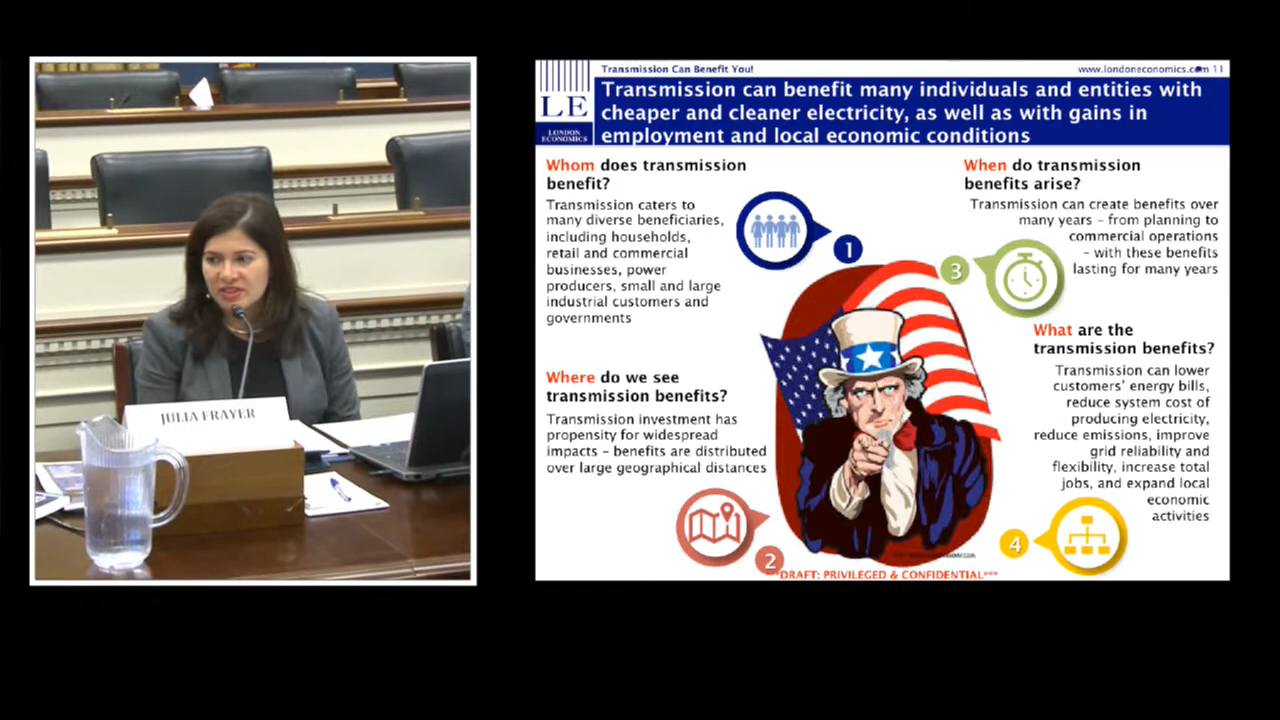 JULIA FRAYER
Transmission Can Benefit You!
www.londoneconomics.com 11
LE
LONDON
ECONOMICS
Transmission can benefit many individuals and entities with
cheaper and cleaner electricity, as well as with gains in
employment and local economic conditions
Whom does transmission
benefit?
Transmission caters to
many diverse beneficiaries,
including households,
retail and commercial
businesses, power
producers, small and large
industrial customers and
governments
1
Where do we see
transmission benefits?
Transmission investment has
propensity for widespread
impacts – benefits are distributed
over large geographical distances
2
When do transmission
benefits arise?
Transmission can create benefits over
many years – from planning to
commercial operations
– with these benefits
lasting for many years
3
What are the
transmission benefits?
Transmission can lower
customers' energy bills,
reduce system cost of
producing electricity,
reduce emissions, improve
grid reliability and
flexibility, increase total
jobs, and expand local
economic
activities
4
***DRAFT: PRIVILEGED & CONFIDENTIAL***